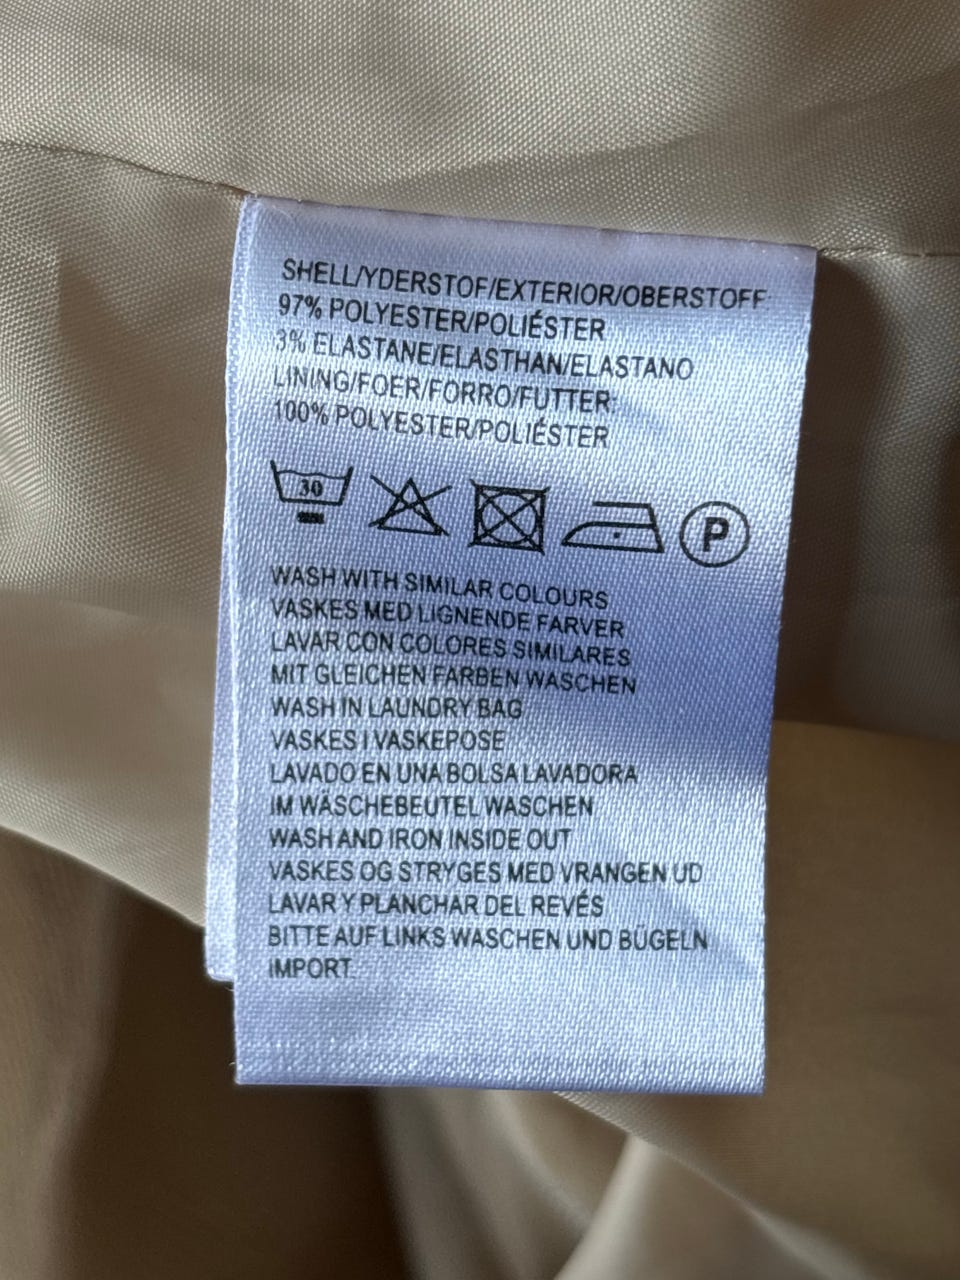 SHELL/YDERSTOF/EXTERIOR/OBERSTOFF:
97% POLYESTER/POLIÉSTER
3% ELASTANE/ELASTHAN/ELASTANO
LINING/FOER/FORRO/FUTTER:
100% POLYESTER/POLIÉSTER
30 P
WASH WITH SIMILAR COLOURS
VASKES MED LIGNENDE FARVER
LAVAR CON COLORES SIMILARES
MIT GLEICHEN FARBEN WASCHEN
WASH IN LAUNDRY BAG
VASKES I VASKEPOSE
LAVADO EN UNA BOLSA LAVADORA
IM WÄSCHEBEUTEL WASCHEN
WASH AND IRON INSIDE OUT
VASKES OG STRYGES MED VRANGEN UD
LAVAR Y PLANCHAR DEL REVÉS
BITTE AUF LINKS WASCHEN UND BÜGELN
IMPORT.